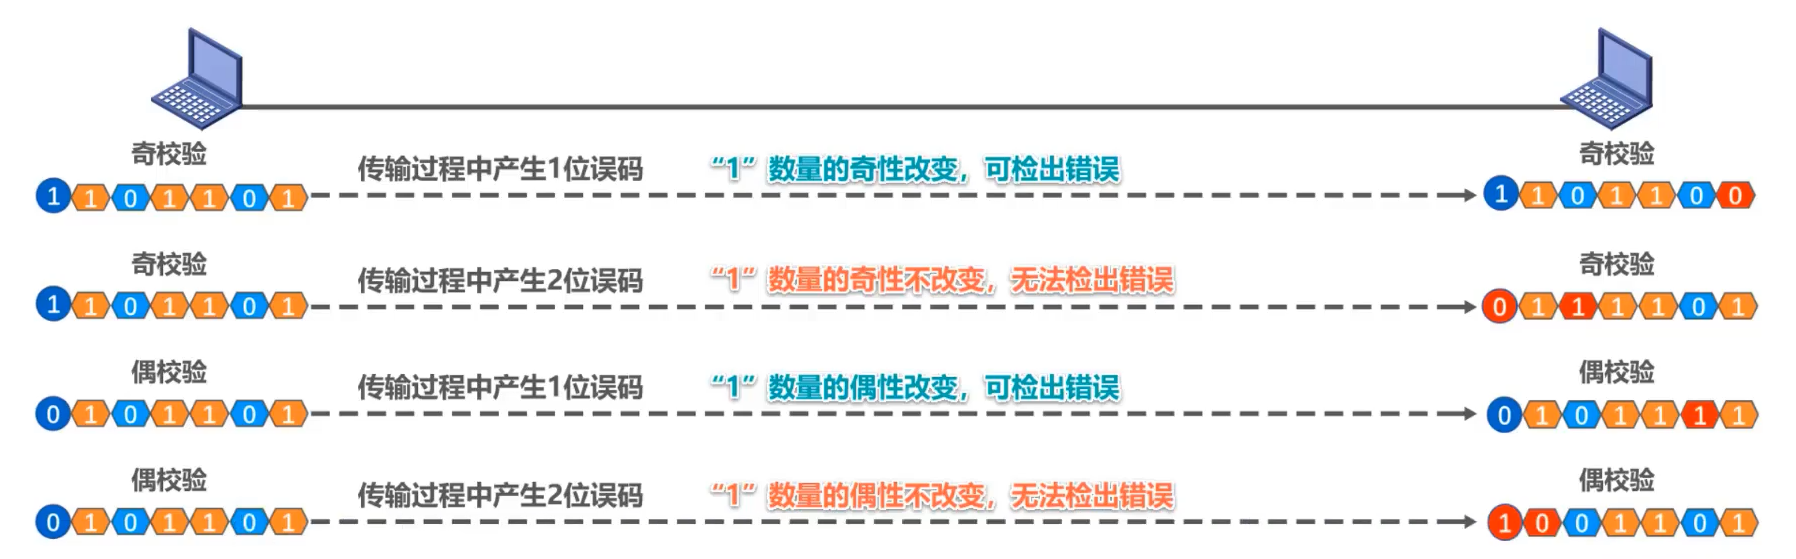 奇校验
奇校验
传输过程中产生1位误码 “1”数量的奇性改变，可检出错误
1 1 0 1 1 0 1
1 1 0 1 1 0 0
奇校验
奇校验
传输过程中产生2位误码 “1”数量的奇性不改变，无法检出错误
1 1 0 1 1 0 1
0 1 1 1 1 0 1
偶校验
偶校验
传输过程中产生1位误码 “1”数量的偶性改变，可检出错误
0 1 0 1 1 0 1
0 1 0 1 1 1 1
偶校验
偶校验
传输过程中产生2位误码 “1”数量的偶性不改变，无法检出错误
0 1 0 1 1 0 1
1 0 0 1 1 0 1